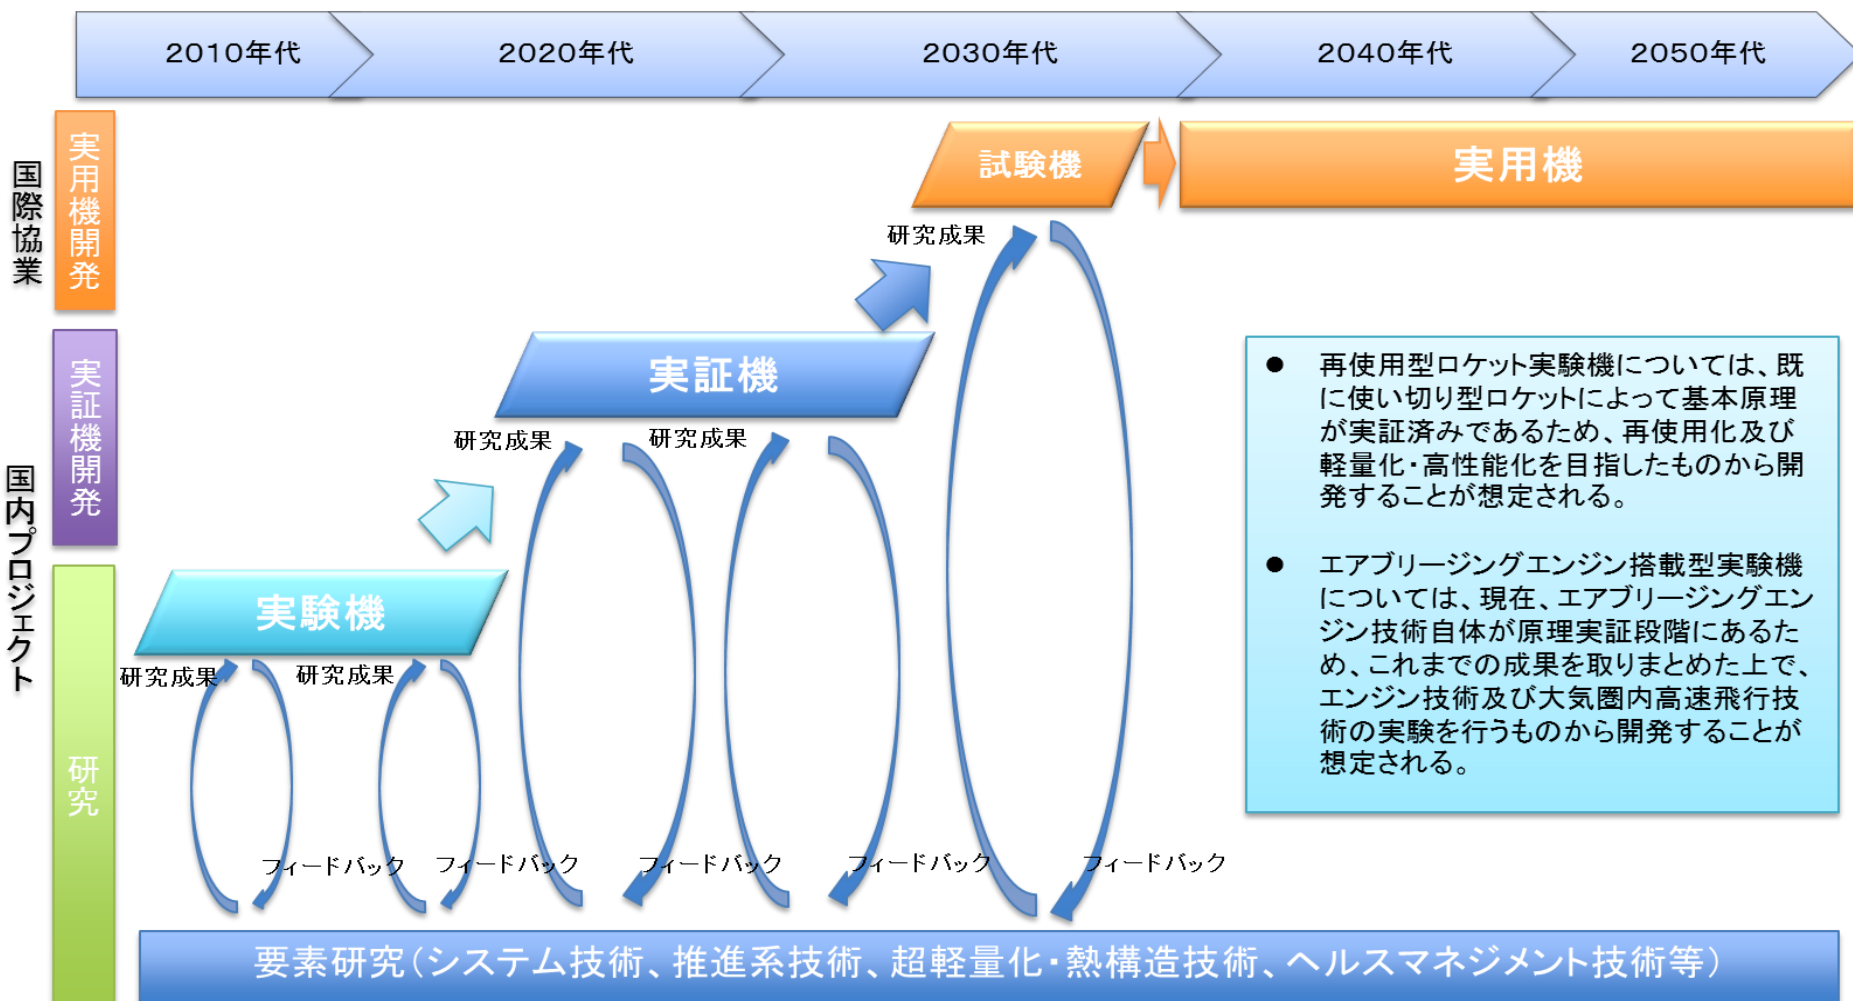 2010年代
2020年代
2030年代
2040年代
2050年代
国際協業
実用機開発
試験機
実用機
研究成果
国内プロジェクト
実証機開発
実証機
研究成果
研究成果
研究
実験機
研究成果
研究成果
フィードバック
フィードバック
フィードバック
フィードバック
フィードバック
● 再使用型ロケット実験機については、既
に使い切り型ロケットによって基本原理
が実証済みであるため、再使用化及び
軽量化・高性能化を目指したものから開
発することが想定される。
● エアブリージングエンジン搭載型実験機
については、現在、エアブリージングエン
ジン技術自体が原理実証段階にあるた
め、これまでの成果を取りまとめた上で、
エンジン技術及び大気圏内高速飛行技
術の実験を行うものから開発することが
想定される。
要素研究(システム技術、推進系技術、超軽量化・熱構造技術、ヘルスマネジメント技術等)